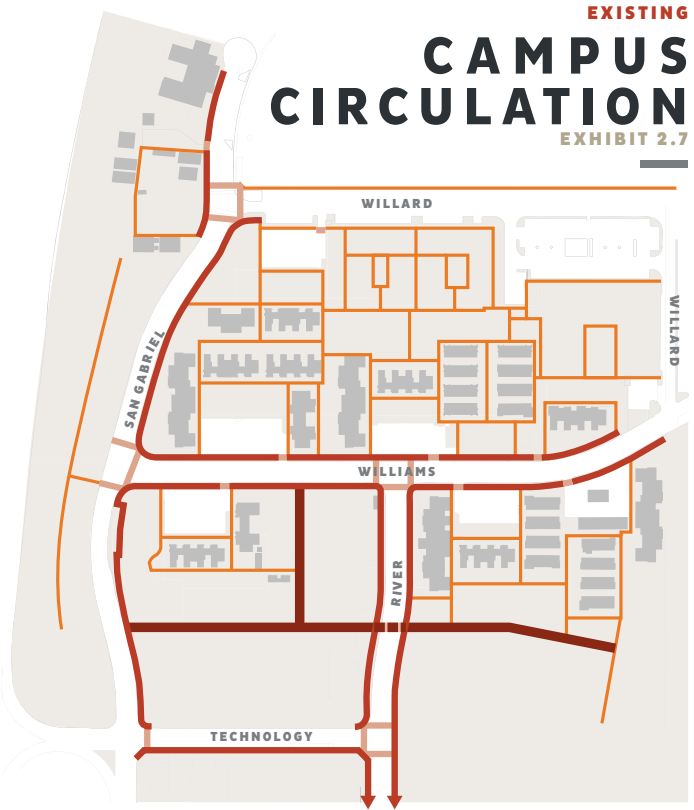 EXISTING
CAMPUS
CIRCULATION
EXHIBIT 2.7
WILLARD
WILLARD
SAN GABRIEL
WILLIAMS
RIVER
TECHNOLOGY